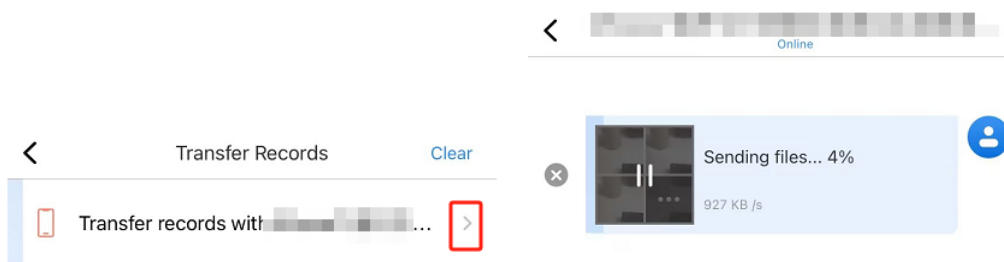 Transfer Records
Clear
Transfer records with ...
Online
Sending files... 4%
927 KB /s